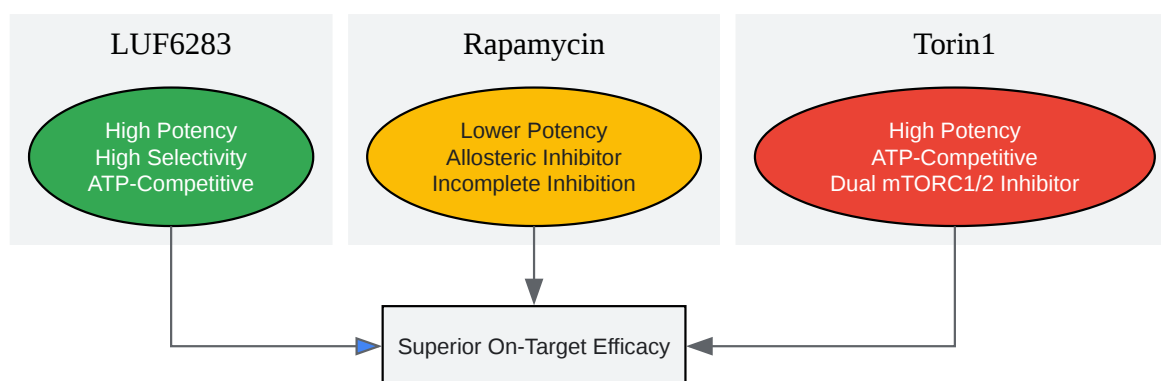 LUF6283
High Potency
High Selectivity
ATP-Competitive
Rapamycin
Lower Potency
Allosteric Inhibitor
Incomplete Inhibition
Torin1
High Potency
ATP-Competitive
Dual mTORC1/2 Inhibitor
Superior On-Target Efficacy